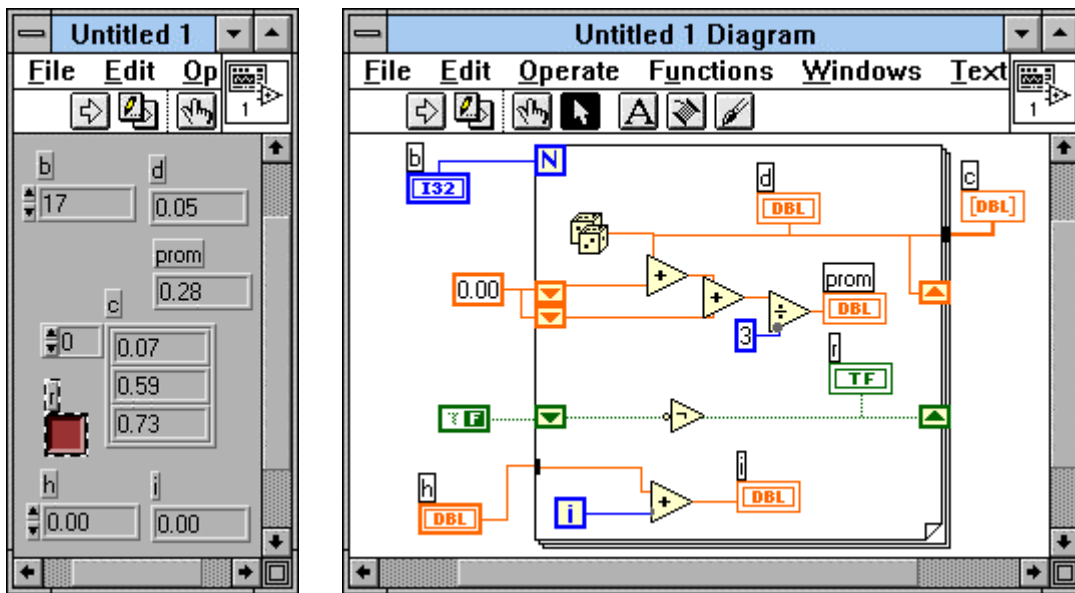 Untitled 1
File Edit Op
1
b
d
17
0.05
prom
0.28
c
0
0.07
0.59
0.73
r
h
i
0.00
0.00
Untitled 1 Diagram
File Edit Operate Functions Windows Text
A
1
b
I32
N
d
DBL
c
[DBL]
0.00
+
+
÷
prom
DBL
3
r
TF
F
h
DBL
i
+
i
DBL